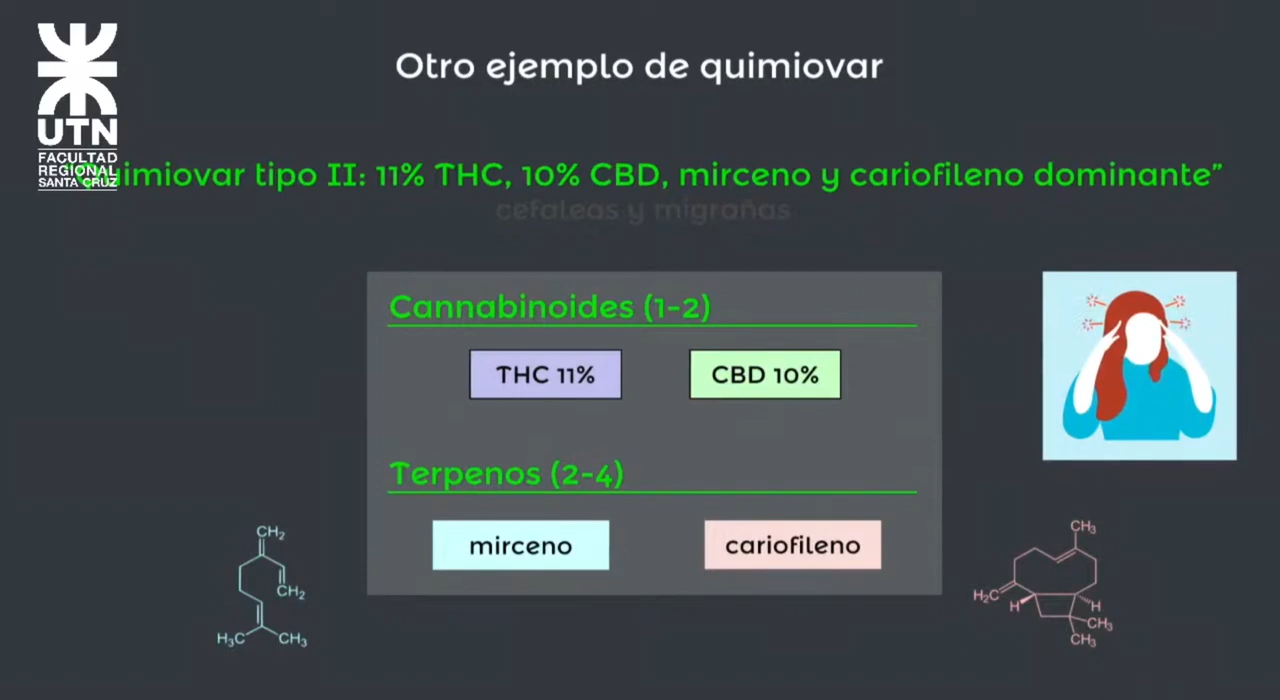 UTN
FACULTAD
REGIONAL
SANTA CRUZ
Otro ejemplo de quimiovar
"Quimiovar tipo II: 11% THC, 10% CBD, mirceno y cariofileno dominante”
cefaleas y migrañas
Cannabinoides (1-2)
THC 11%
CBD 10%
Terpenos (2-4)
mirceno
cariofileno
CH2
CH2
H3C
CH3
CH3
H2C
H
H
CH3
CH3